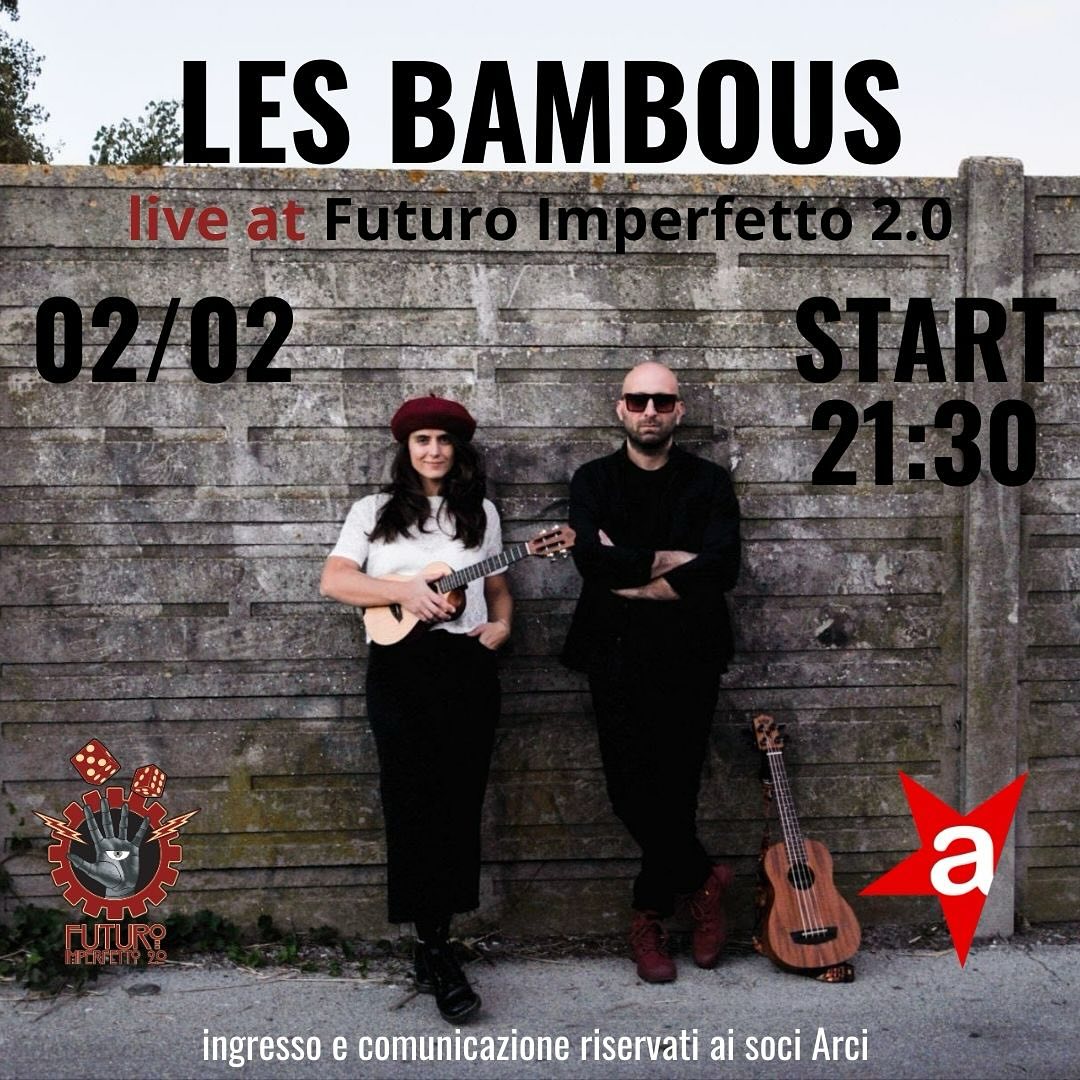 LES BAMBOUS
live at Futuro Imperfetto 2.0
02/02
START
21:30
a
FUTURO
IMPERFETTO 2.0
ingresso e comunicazione riservati ai soci Arci